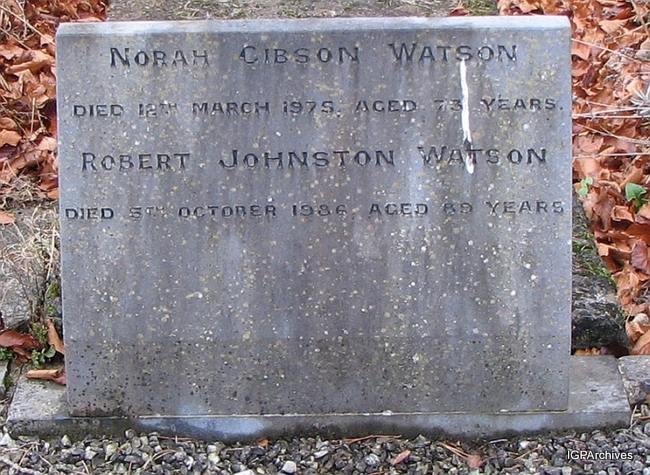 NORAH GIBSON WATSON
DIED 12TH MARCH 1975. AGED 73 YEARS.
ROBERT JOHNSTON WATSON
DIED 5TH OCTOBER 1986. AGED 89 YEARS
IGPArchives